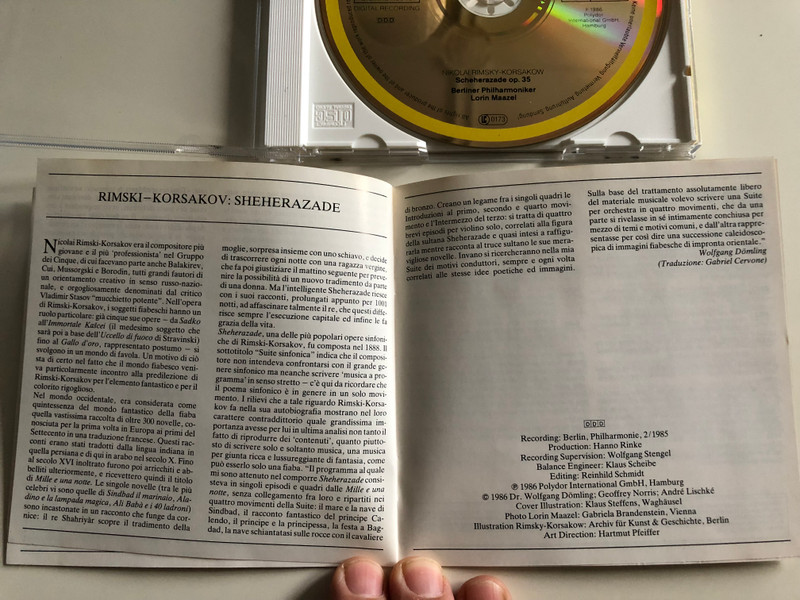 DIGITAL RECORDING
DDD
℗ 1986
Polydor
International GmbH,
Hamburg
NIKOLAI RIMSKY-KORSAKOW
Scheherazade op. 35
Berliner Philharmoniker
Lorin Maazel
0173
RIMSKI–KORSAKOV: SHEHERAZADE
Nicolai Rimski-Korsakov era il compositore più
giovane e il più 'professionista' nel Gruppo
dei Cinque, di cui facevano parte anche Balakirev,
Cui, Mussorgski e Borodin, tutti grandi fautori di
un orientamento creativo in senso russo-nazio-
nale, ed orgogliosamente denominati dal critico
Vladimir Stasov "mucchietto potente". Nell'opera
di Rimski-Korsakov, i soggetti fiabeschi hanno un
ruolo particolare: già cinque sue opere – da Sadko
all'Immortale Kašcei (il medesimo soggetto che
sarà poi a base dell'Uccello di fuoco di Stravinski)
fino al Gallo d'oro, rappresentato postumo – si
svolgono in un mondo di favola. Un motivo di ciò
sta di certo nel fatto che il mondo fiabesco veni-
va particolarmente incontro alla predilezione di
Rimski-Korsakov per l'elemento fantastico e per il
colorito rigoglioso.
Nel mondo occidentale, era considerata come
quintessenza del mondo fantastico della fiaba
quella vastissima raccolta di oltre 300 novelle, co-
nosciuta per la prima volta in Europa ai primi del
Settecento in una traduzione francese. Questi rac-
conti erano stati tradotti dalla lingua indiana in
quella persiana e di qui in arabo nel secolo X. Fino
al secolo XVI inoltrato furono poi arricchiti e ab-
belliti ulteriormente, e ricevettero quindi il titolo
di Mille e una notte. Le singole novelle (tra le più
celebri vi sono quelle di Sindbad il marinaio, Ala-
dino e la lampada magica, Ali Babà e i 40 ladroni)
sono incastonate in un racconto che funge da cor-
nice: il re Shahriyàr scopre il tradimento della
moglie, sorpresa insieme con uno schiavo, e decide
di trascorrere ogni notte con una ragazza vergine,
che fa poi giustiziare il mattino seguente per preve-
nire la possibilità di un nuovo tradimento da parte
di una donna. Ma l'intelligente Sheherazade riesce
con i suoi racconti, prolungati appunto per 1001
notti, ad affascinare talmente il re, che questi diffe-
risce sempre l'esecuzione capitale ed infine le fa
grazia della vita.
Sheherazade, una delle più popolari opere sinfoni-
che di Rimski-Korsakov, fu composta nel 1888. Il
sottotitolo "Suite sinfonica" indica che il composi-
tore non intendeva confrontarsi con il grande ge-
nere sinfonico ma neanche scrivere 'musica a pro-
gramma' in senso stretto – c'è qui da ricordare che
il poema sinfonico è in genere in un solo movi-
mento. I rilievi che a tale riguardo Rimski-Korsa-
kov fa nella sua autobiografia mostrano nel loro
carattere contraddittorio quale grandissima im-
portanza avesse per lui in ultima analisi non tanto il
fatto di riprodurre dei 'contenuti', quanto piutto-
sto di scrivere solo e soltanto musica, una musica
per giunta ricca e lussureggiante di fantasia, come
può esserlo solo una fiaba. "Il programma al quale
mi sono attenuto nel comporre Sheherazade consi-
steva in singoli episodi e quadri dalle Mille e una
notte, senza collegamento fra loro e ripartiti nei
quattro movimenti della Suite: il mare e la nave di
Sindbad, il racconto fantastico del principe Ca-
lendo, il principe e la principessa, la festa a Bag-
dad, la nave schiantatasi sulle rocce con il cavaliere
di bronzo. Creano un legame fra i singoli quadri le
Introduzioni al primo, secondo e quarto movi-
mento e l'Intermezzo del terzo: si tratta di quattro
brevi episodi per violino solo, correlati alla figura
della sultana Sheherazade e quasi intesi a raffigu-
rarla mentre racconta al truce sultano le sue mera-
vigliose novelle. Invano si ricercheranno nella mia
Suite dei motivi conduttori, sempre e ogni volta
correlati alle stesse idee poetiche ed immagini.
Sulla base del trattamento assolutamente libero
del materiale musicale volevo scrivere una Suite
per orchestra in quattro movimenti, che da una
parte si rivelasse in sé intimamente conchiusa per
mezzo di temi e motivi comuni, e dall'altra rappre-
sentasse per così dire una successione caleidosco-
pica di immagini fiabesche di impronta orientale."
Wolfgang Dömling
(Traduzione: Gabriel Cervone)
DDD
Recording: Berlin, Philharmonie, 2/1985
Production: Hanno Rinke
Recording Supervision: Wolfgang Stengel
Balance Engineer: Klaus Scheibe
Editing: Reinhild Schmidt
℗ 1986 Polydor International GmbH, Hamburg
© 1986 Dr. Wolfgang Dömling; Geoffrey Norris; André Lischké
Cover Illustration: Klaus Steffens, Waghäusel
Photo Lorin Maazel: Gabriela Brandenstein, Vienna
Illustration Rimsky-Korsakow: Archiv für Kunst & Geschichte, Berlin
Art Direction: Hartmut Pfeiffer